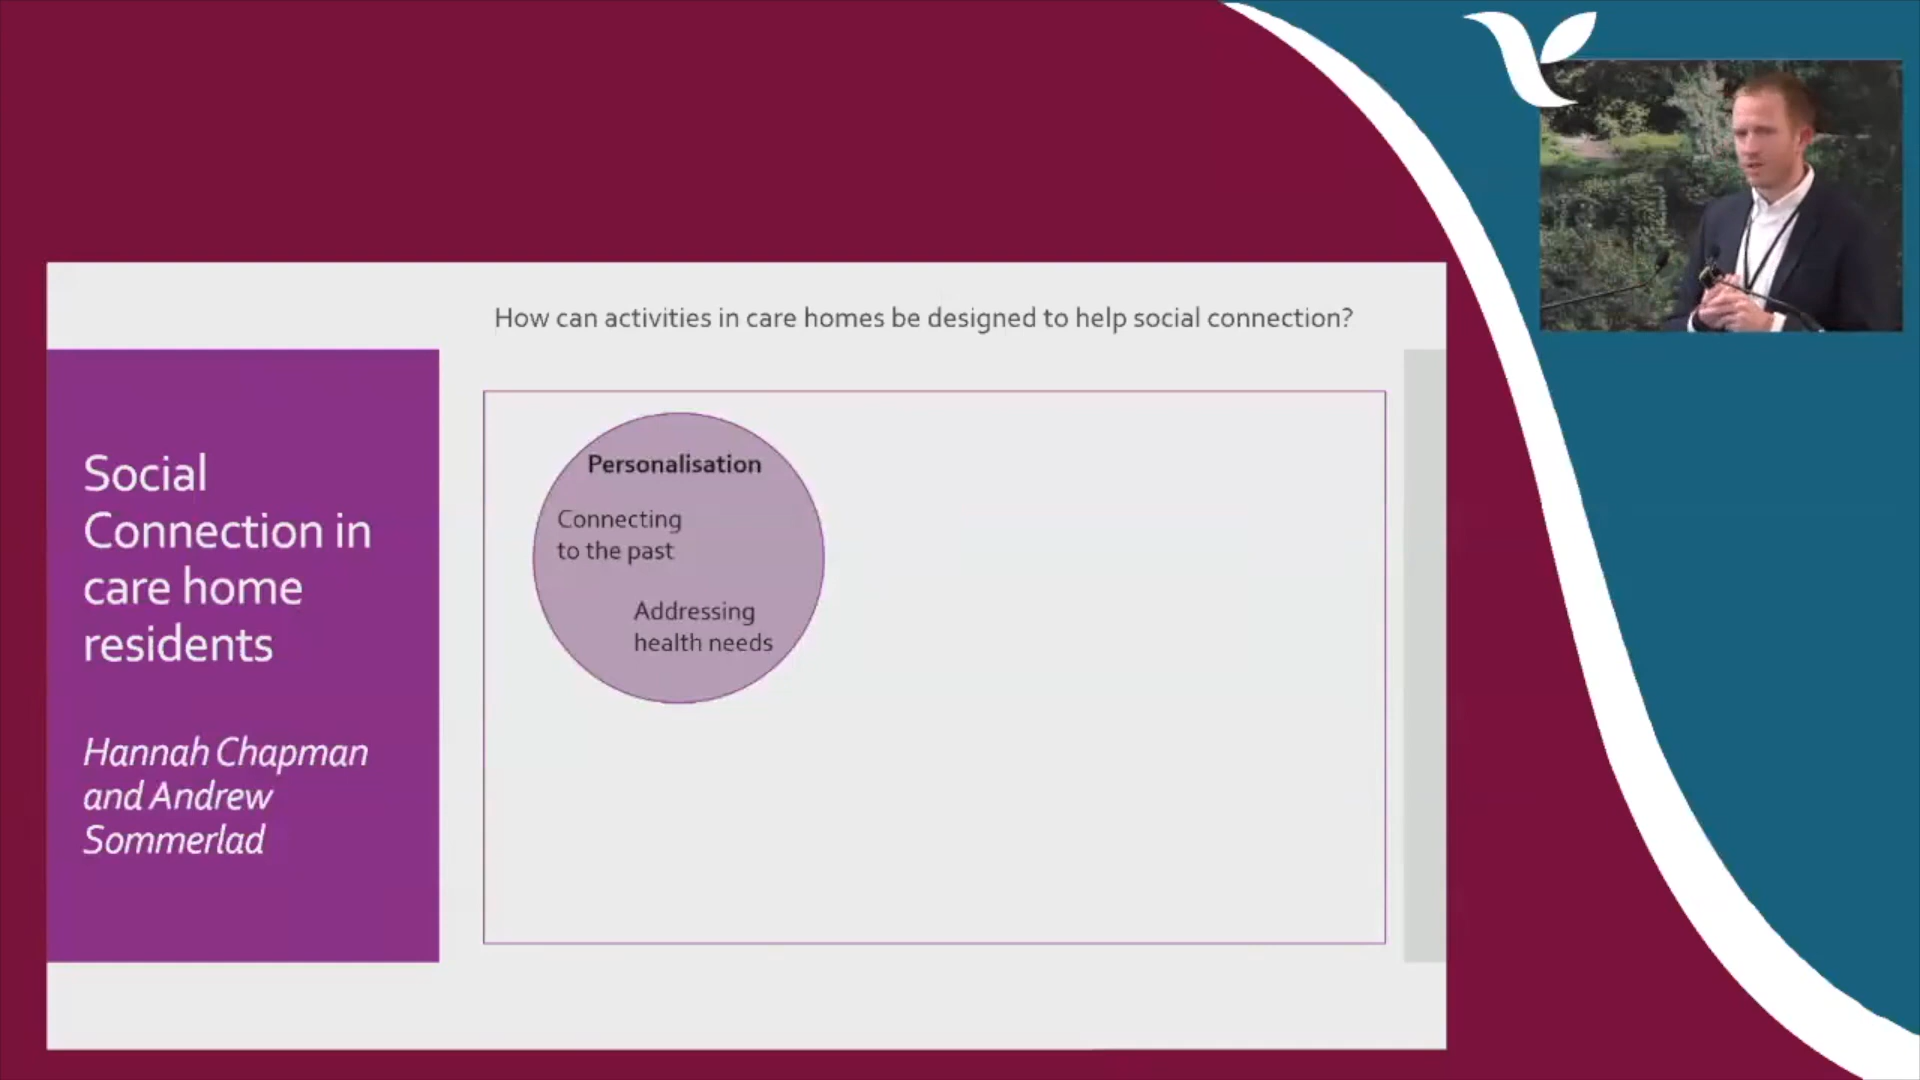 How can activities in care homes be designed to help social connection?
Social
Connection in
care home
residents
Hannah Chapman
and Andrew
Sommerlad
Personalisation
Connecting
to the past
Addressing
health needs